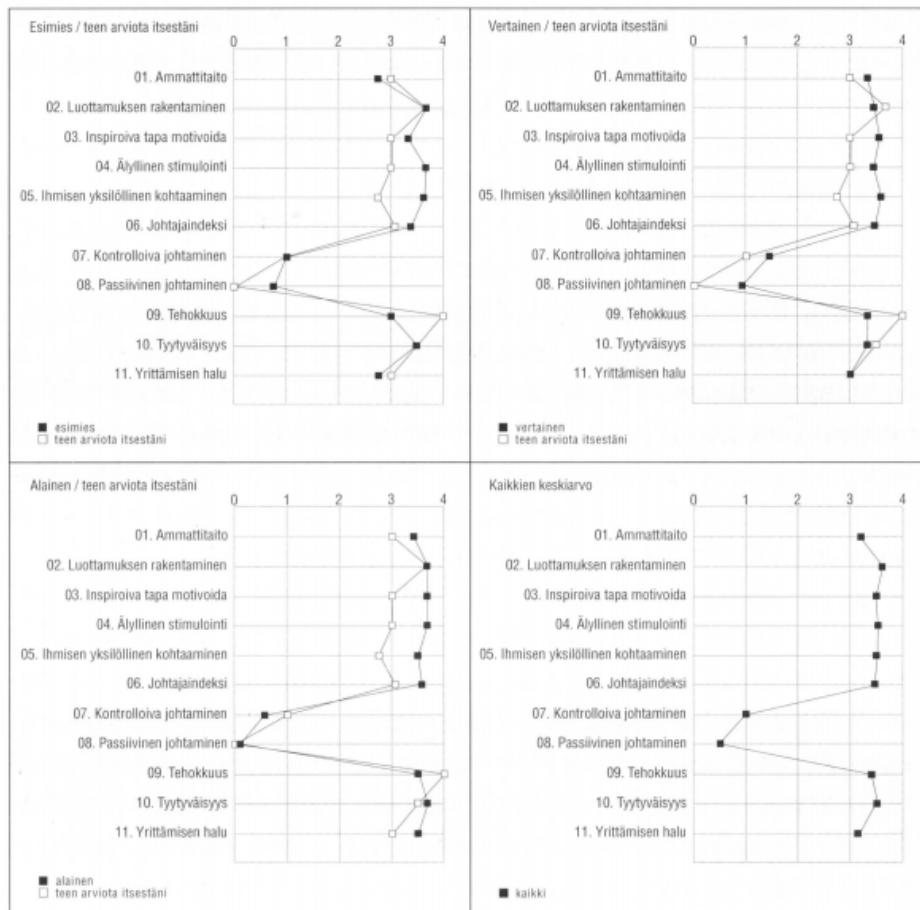 Esimies / teen arviota itsestäni
0 1 2 3 4
01. Ammattitaito
02. Luottamuksen rakentaminen
03. Inspiroiva tapa motivoida
04. Älyllinen stimulointi
05. Ihmisen yksilöllinen kohtaaminen
06. Johtajaindeksi
07. Kontrolloiva johtaminen
08. Passiivinen johtaminen
09. Tehokkuus
10. Tyytyväisyys
11. Yrittämisen halu
esimies
teen arviota itsestäni
Vertainen / teen arviota itsestäni
0 1 2 3 4
01. Ammattitaito
02. Luottamuksen rakentaminen
03. Inspiroiva tapa motivoida
04. Älyllinen stimulointi
05. Ihmisen yksilöllinen kohtaaminen
06. Johtajaindeksi
07. Kontrolloiva johtaminen
08. Passiivinen johtaminen
09. Tehokkuus
10. Tyytyväisyys
11. Yrittämisen halu
vertainen
teen arviota itsestäni
Alainen / teen arviota itsestäni
0 1 2 3 4
01. Ammattitaito
02. Luottamuksen rakentaminen
03. Inspiroiva tapa motivoida
04. Älyllinen stimulointi
05. Ihmisen yksilöllinen kohtaaminen
06. Johtajaindeksi
07. Kontrolloiva johtaminen
08. Passiivinen johtaminen
09. Tehokkuus
10. Tyytyväisyys
11. Yrittämisen halu
alainen
teen arviota itsestäni
Kaikkien keskiarvo
0 1 2 3 4
01. Ammattitaito
02. Luottamuksen rakentaminen
03. Inspiroiva tapa motivoida
04. Älyllinen stimulointi
05. Ihmisen yksilöllinen kohtaaminen
06. Johtajaindeksi
07. Kontrolloiva johtaminen
08. Passiivinen johtaminen
09. Tehokkuus
10. Tyytyväisyys
11. Yrittämisen halu
kaikki